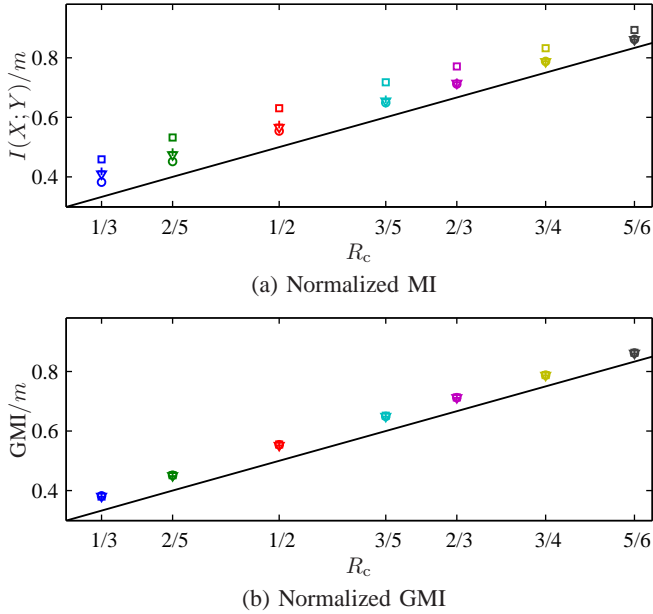 I(X; Y)/m
0.8
0.6
0.4
1/3 2/5 1/2 3/5 2/3 3/4 5/6
R_c
(a) Normalized MI
GMI/m
0.8
0.6
0.4
1/3 2/5 1/2 3/5 2/3 3/4 5/6
R_c
(b) Normalized GMI